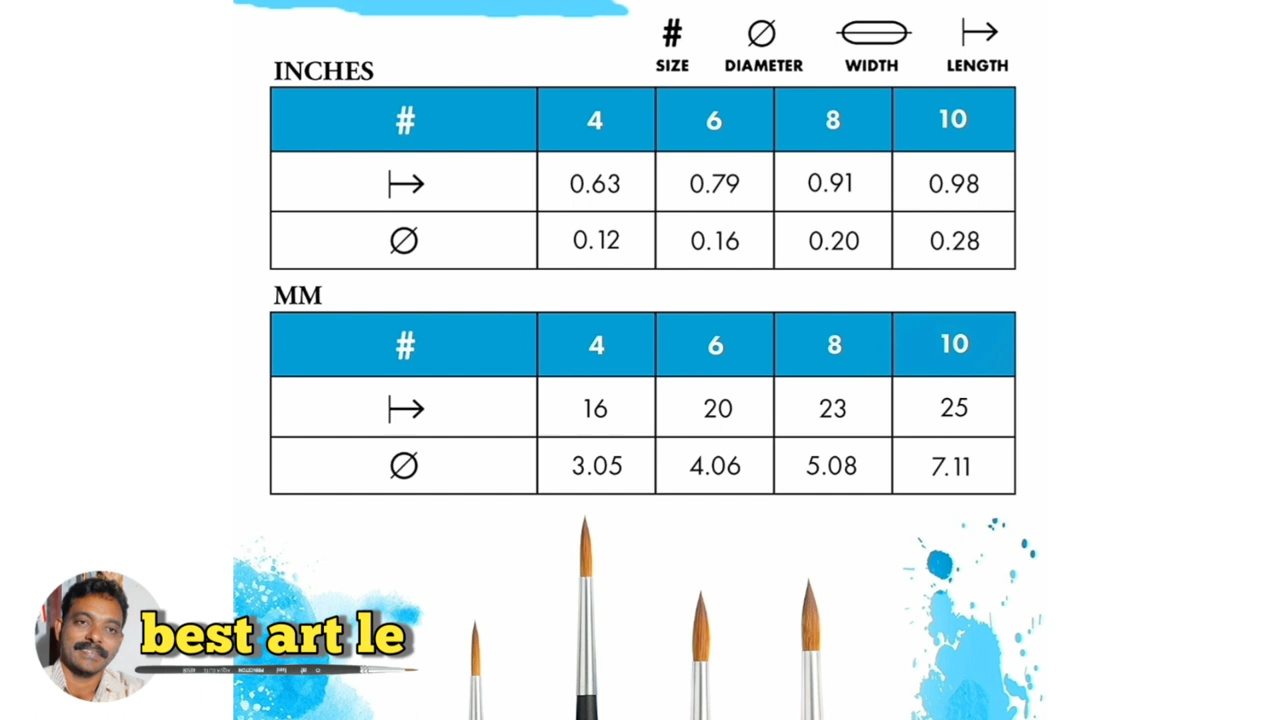 # Ø
SIZE DIAMETER WIDTH LENGTH
INCHES
# 4 6 8 10
0.63 0.79 0.91 0.98
Ø 0.12 0.16 0.20 0.28
MM
# 4 6 8 10
16 20 23 25
Ø 3.05 4.06 5.08 7.11
best art le
PRINCETON